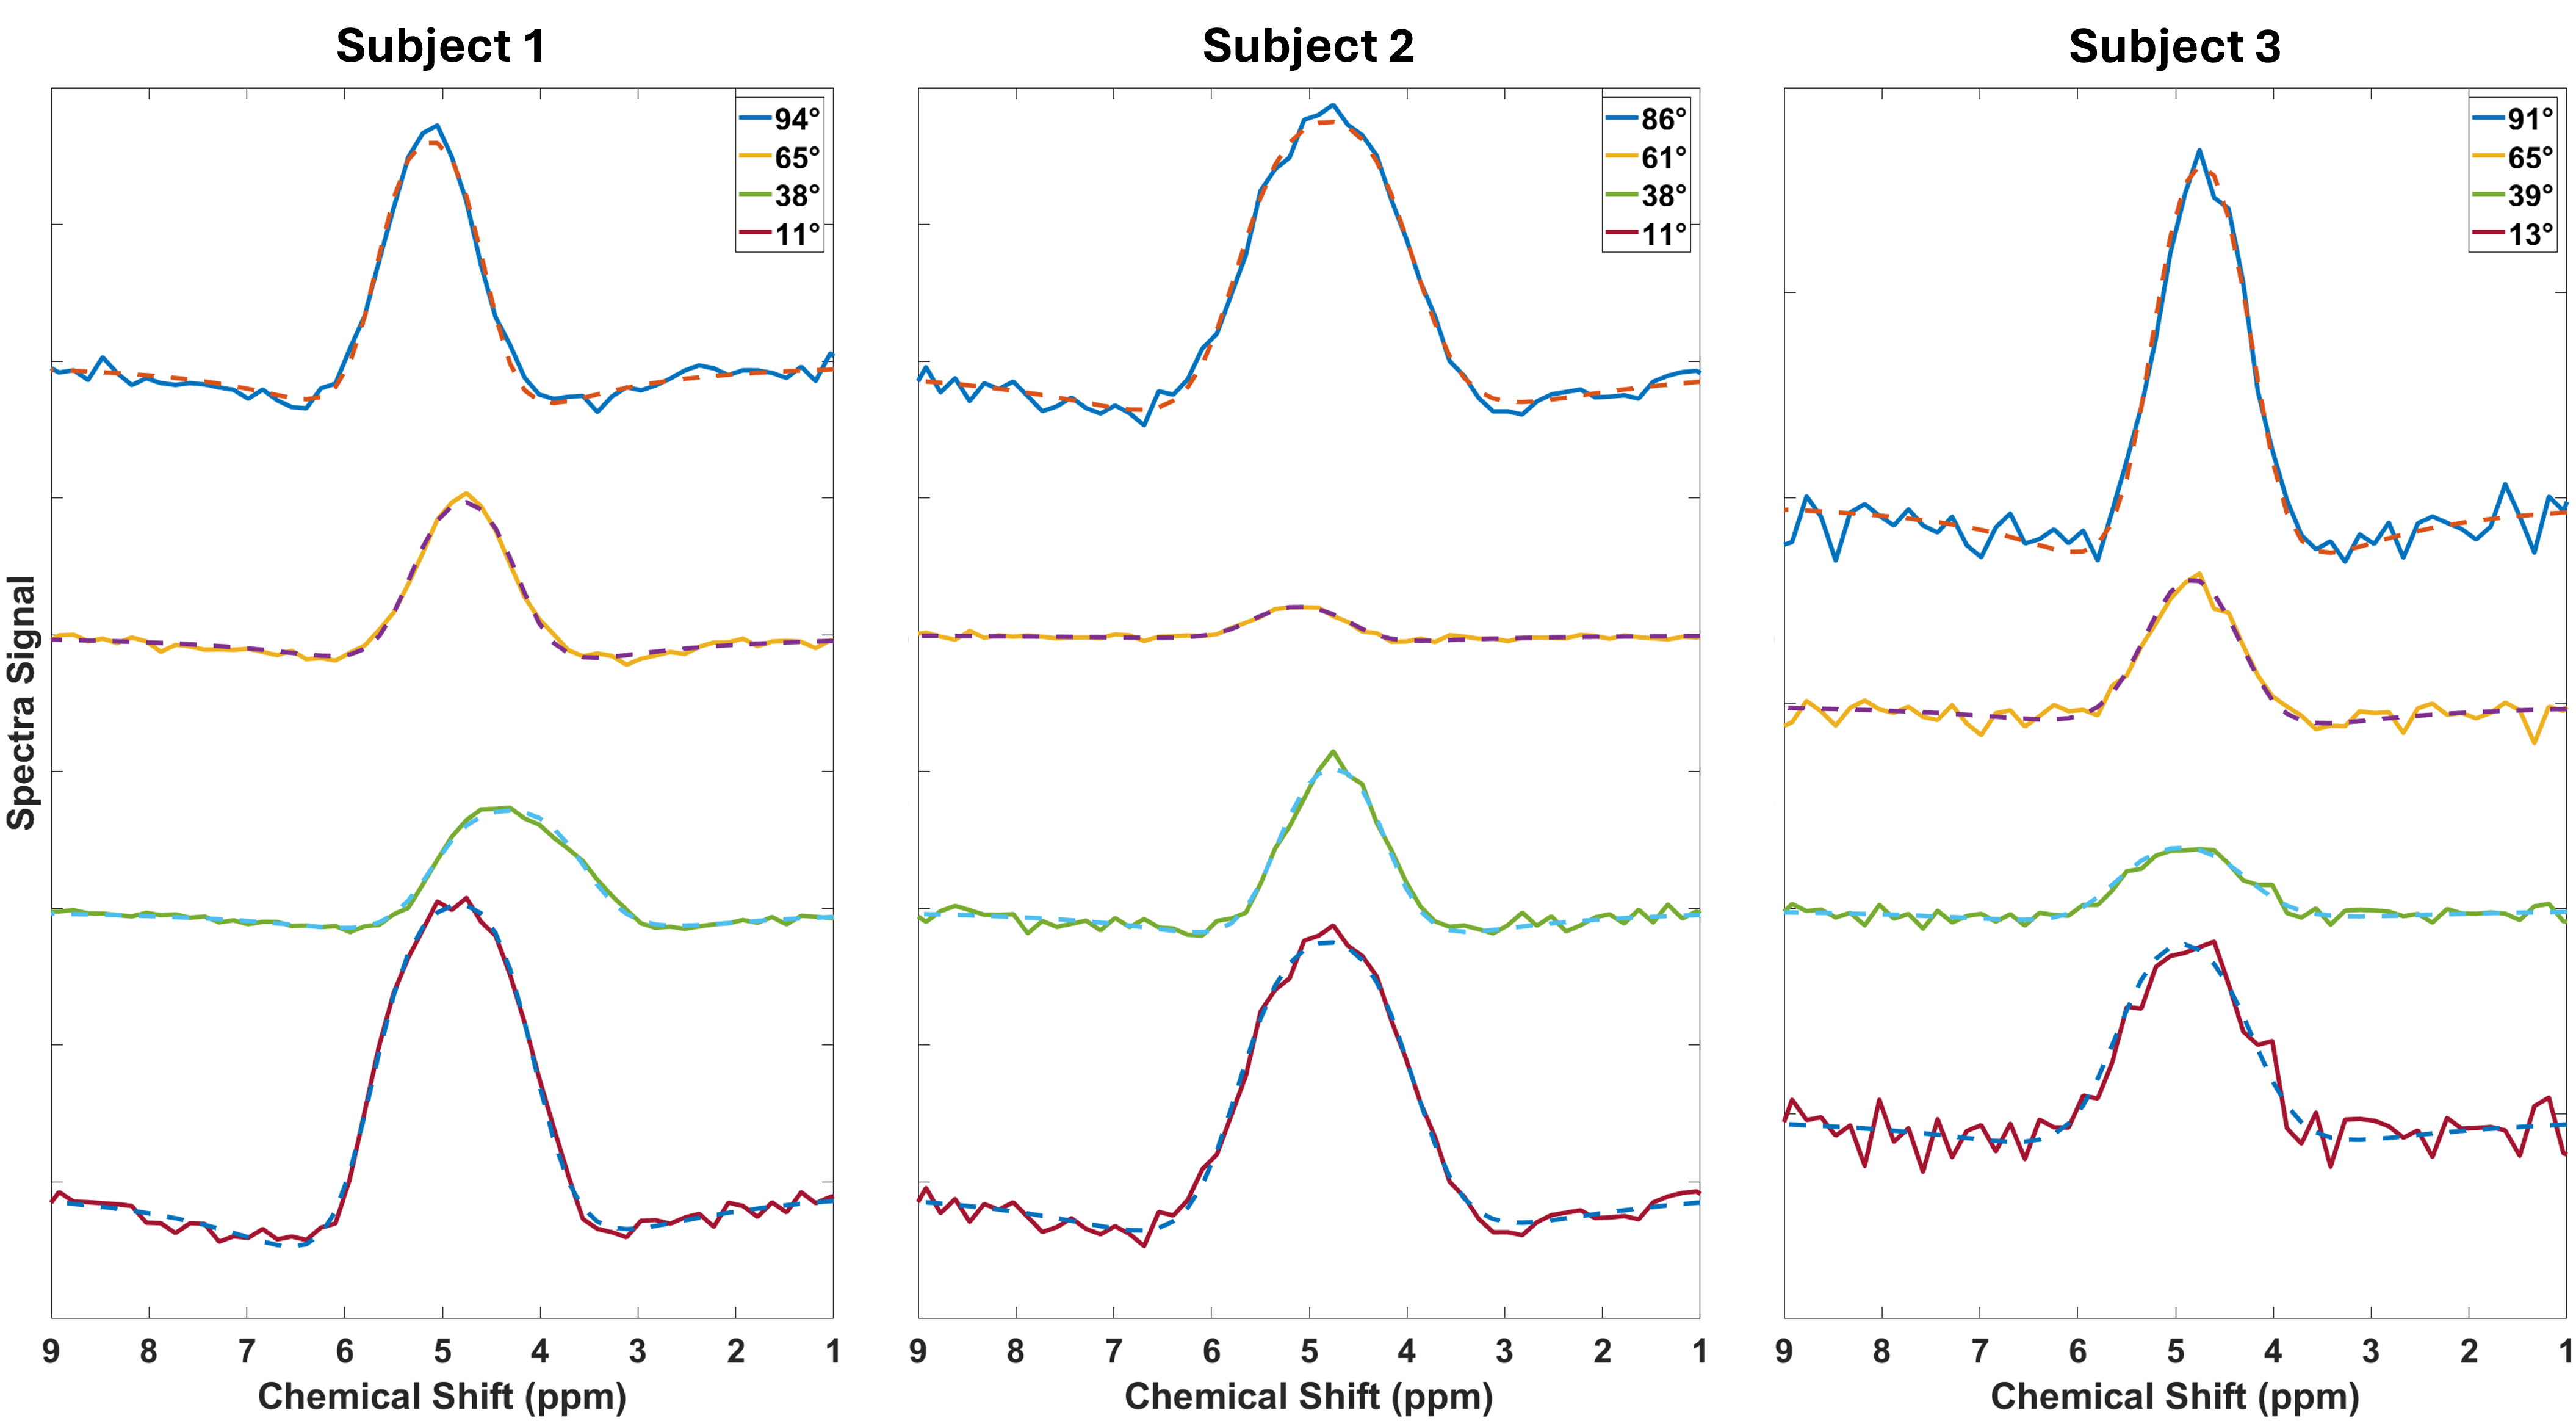 Subject 1
Subject 2
Subject 3
94°
65°
38°
11°
86°
61°
38°
11°
91°
65°
39°
13°
Spectra Signal
9 8 7 6 5 4 3 2 1
9 8 7 6 5 4 3 2 1
9 8 7 6 5 4 3 2 1
Chemical Shift (ppm)
Chemical Shift (ppm)
Chemical Shift (ppm)